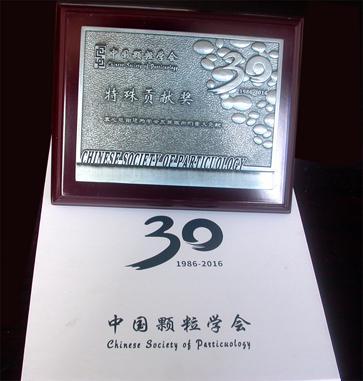 中国颗粒学会
Chinese Society of Particuology
30
1986-2016
特殊贡献奖
CHINESE SOCIETY OF PARTICUOLOGY
30
1986-2016
中国颗粒学会
Chinese Society of Particuology